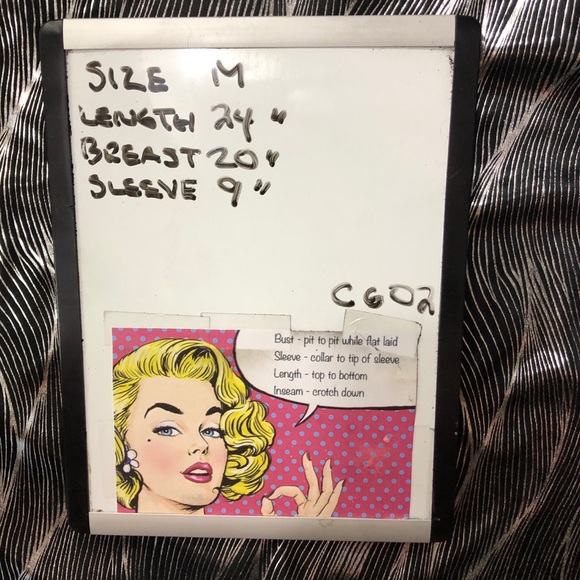 SIZE M
LENGTH 24"
BREAST 20"
SLEEVE 9"
C602
Bust - pit to pit while flat laid
Sleeve - collar to tip of sleeve
Length - top to bottom
Inseam - crotch down